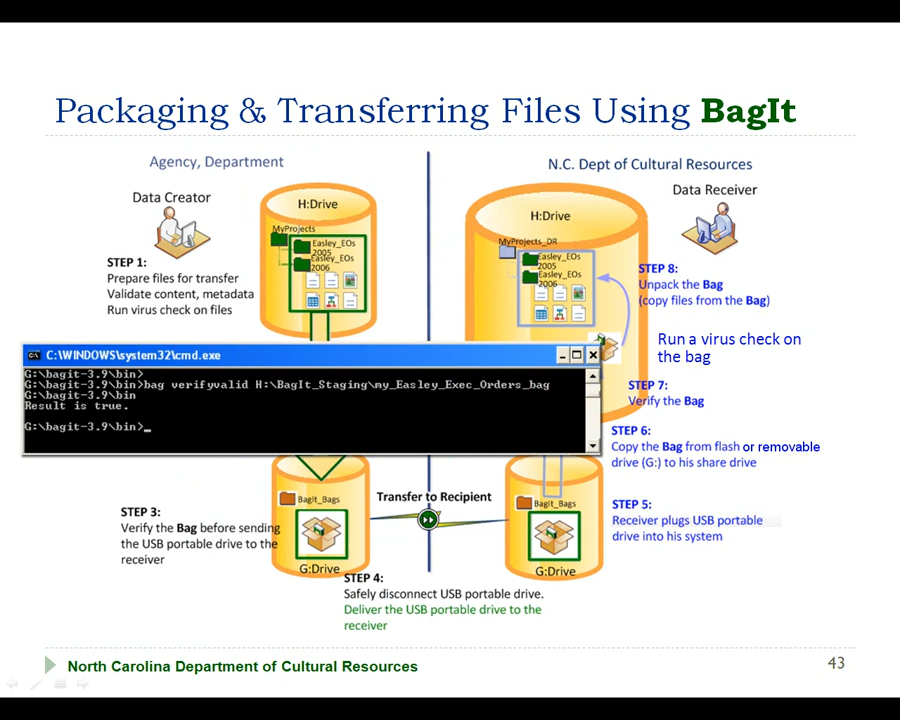 Packaging & Transferring Files Using BagIt
Agency, Department
N.C. Dept of Cultural Resources
Data Creator
H:Drive
MyProjects
Easley_EOs
2005
Easley_EOs
2006
STEP 1:
Prepare files for transfer
Validate content, metadata
Run virus check on files
Data Receiver
H:Drive
MyProjects_DR
Easley_EOs
2005
Easley_EOs
2006
STEP 8:
Unpack the Bag
(copy files from the Bag)
Run a virus check on
the bag
C:\WINDOWS\system32\cmd.exe
G:\bagit-3.9\bin>
G:\bagit-3.9\bin>bag verifyvalid H:\BagIt_Staging\my_Easley_Exec_Orders_bag
G:\bagit-3.9\bin
Result is true.
G:\bagit-3.9\bin>_
STEP 7:
Verify the Bag
STEP 6:
Copy the Bag from flash or removable
drive (G:) to his share drive
STEP 3:
Verify the Bag before sending
the USB portable drive to the
receiver
BagIt_Bags
G:Drive
Transfer to Recipient
BagIt_Bags
G:Drive
STEP 5:
Receiver plugs USB portable
drive into his system
STEP 4:
Safely disconnect USB portable drive.
Deliver the USB portable drive to the
receiver
North Carolina Department of Cultural Resources
43